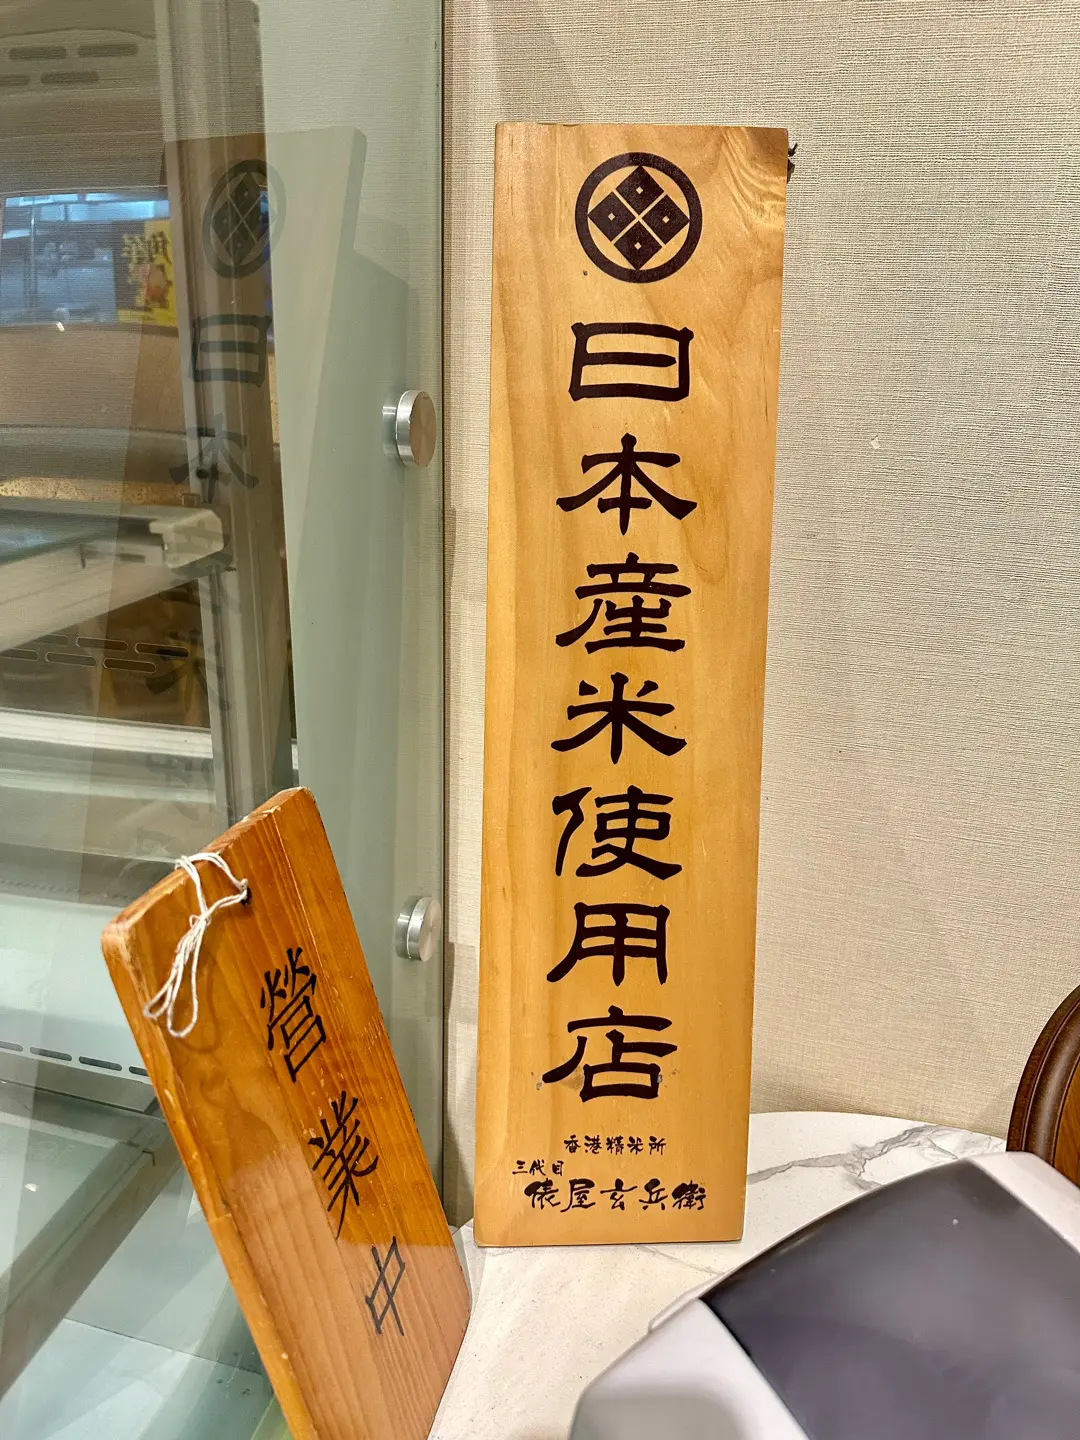 日本産米使用店
香港精米所
三代目
俵屋玄兵衛
營業中